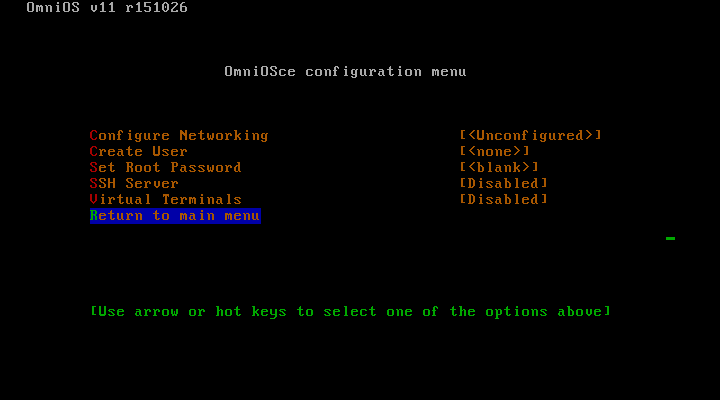 OmniOS v11 r151026
OmniOSce configuration menu
Configure Networking [<Unconfigured>]
Create User [<none>]
Set Root Password [<blank>]
SSH Server [Disabled]
Virtual Terminals [Disabled]
Return to main menu
[Use arrow or hot keys to select one of the options above]